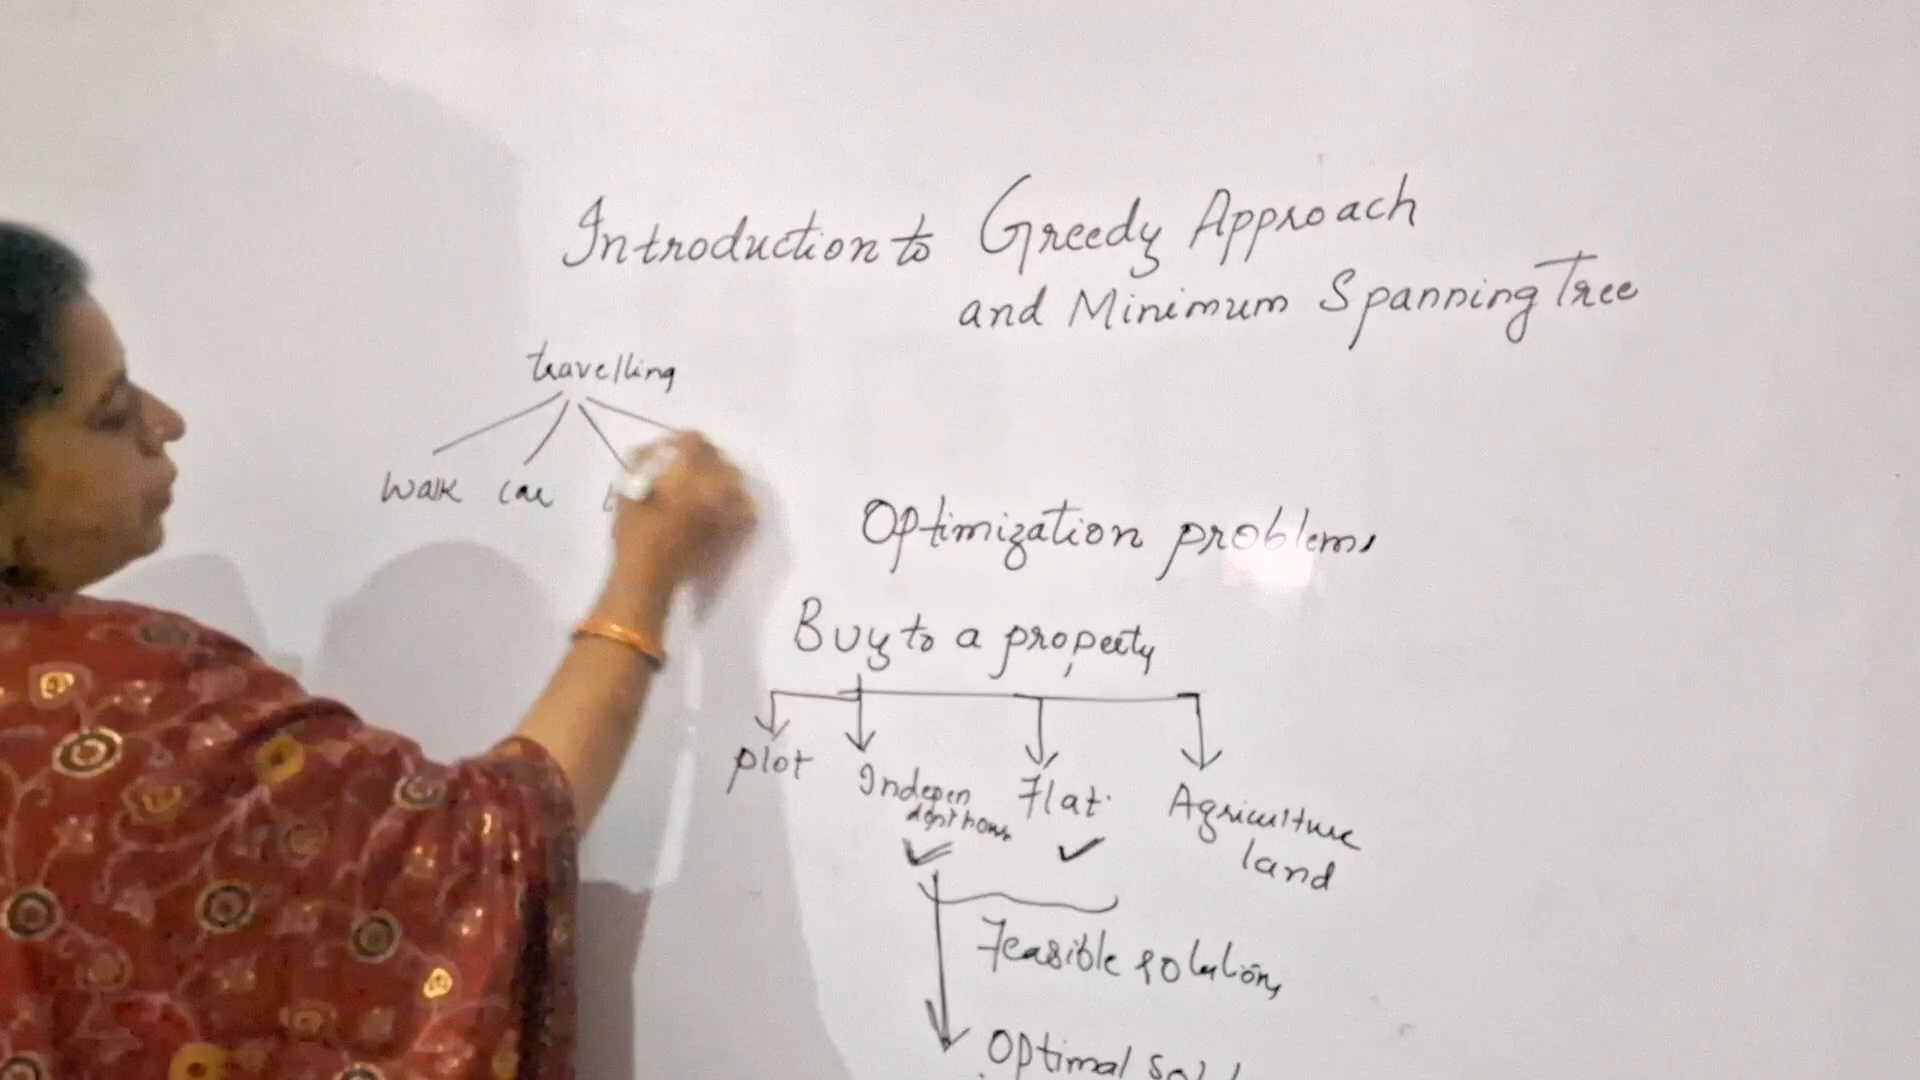 Introduction to Greedy Approach
and Minimum Spanning Tree
travelling
walk car
Optimization problems
Buy to a property
plot Indepen Flat Agriculture
dent house land
Feasible solutions
Optimal